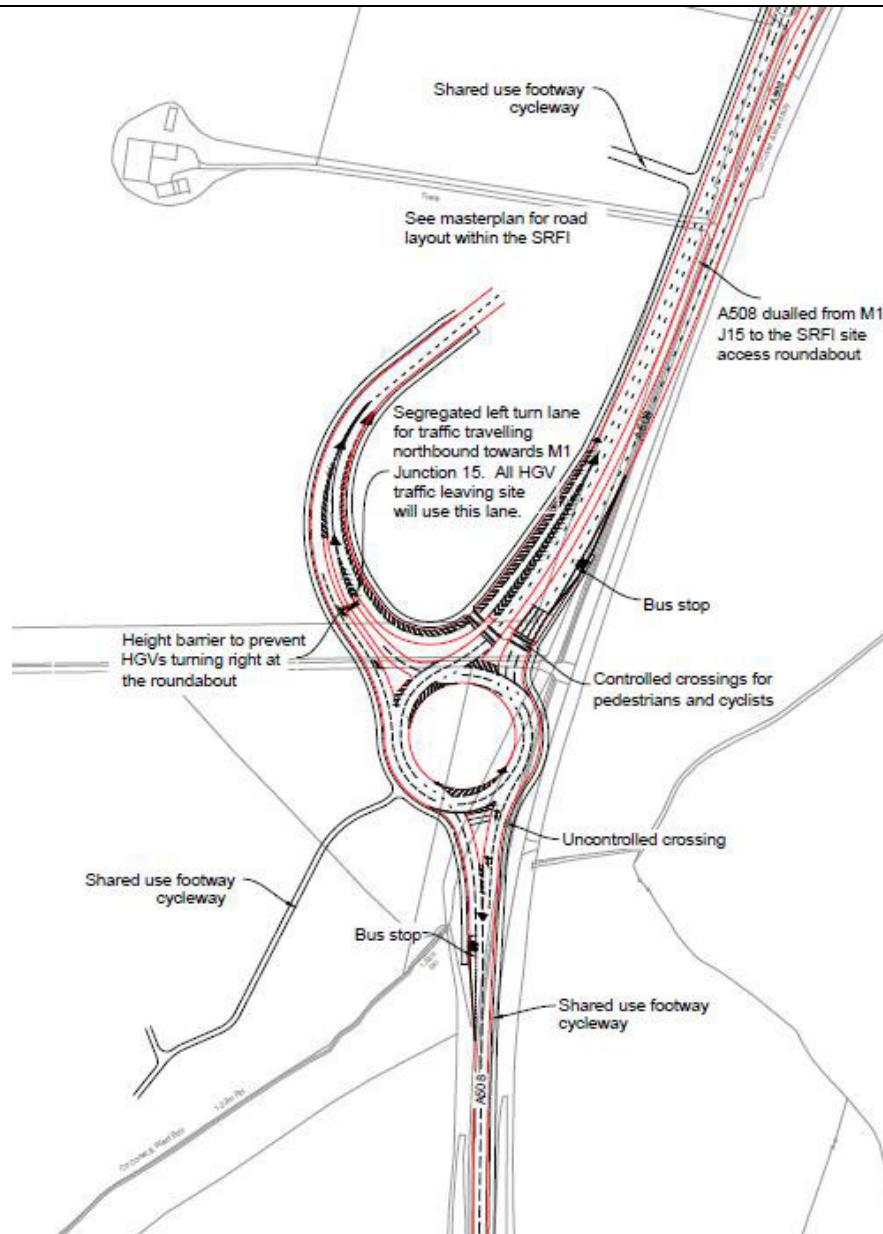 Shared use footway
cycleway
A508
Track
See masterplan for road
layout within the SRFI
A508 dualled from M1
J15 to the SRFI site
access roundabout
Segregated left turn lane
for traffic travelling
northbound towards M1
Junction 15. All HGV
traffic leaving site
will use this lane.
A508
Bus stop
Height barrier to prevent
HGVs turning right at
the roundabout
Controlled crossings for
pedestrians and cyclists
Uncontrolled crossing
Shared use footway
cycleway
Bus stop
Shared use footway
cycleway
A508